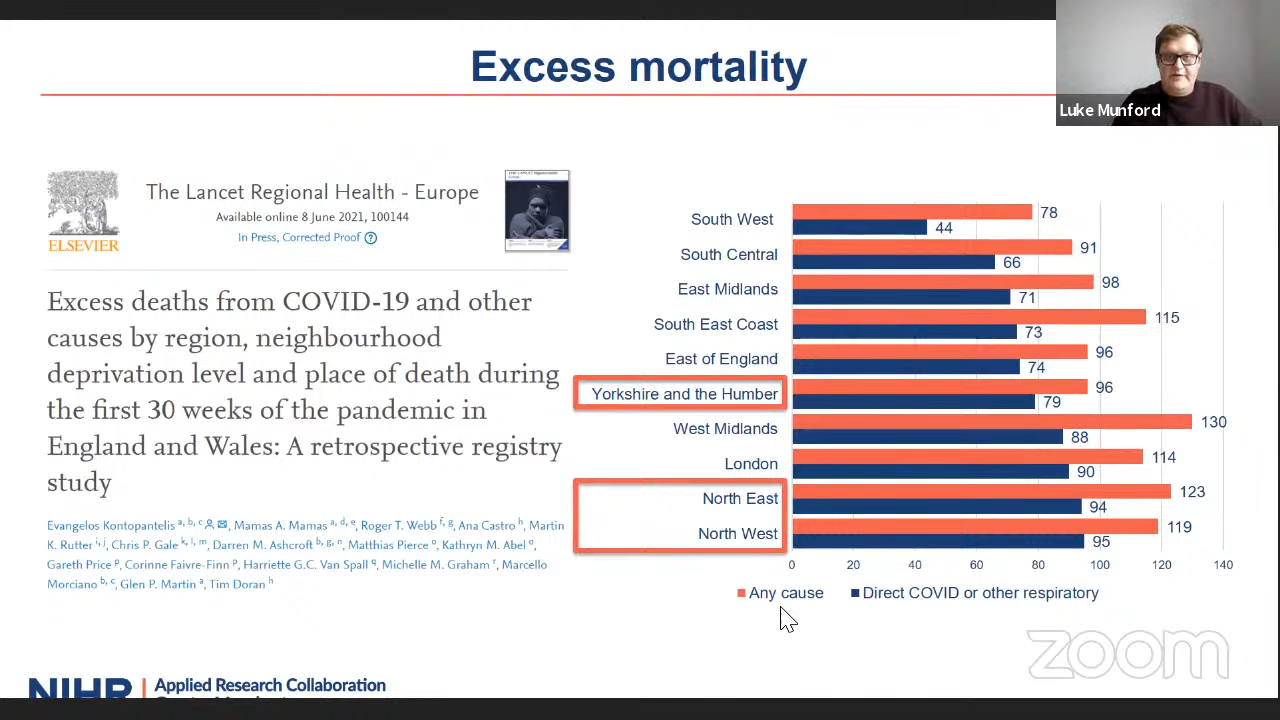 Excess mortality
Luke Munford
The Lancet Regional Health - Europe
Available online 8 June 2021, 100144
In Press, Corrected Proof ?
ELSEVIER
Excess deaths from COVID-19 and other
causes by region, neighbourhood
deprivation level and place of death during
the first 30 weeks of the pandemic in
England and Wales: A retrospective registry
study
Evangelos Kontopantelis a, b, c, Mamas A. Mamas a, d, e, Roger T. Webb f, g, Ana Castro h, Martin
K. Rutter i, j, Chris P. Gale k, l, m, Darren M. Ashcroft b, g, n, Matthias Pierce o, Kathryn M. Abel o,
Gareth Price p, Corinne Faivre-Finn p, Harriette G.C. Van Spall q, Michelle M. Graham r, Marcello
Morciano b, c, Glen P. Martin a, Tim Doran h
South West 78
44
South Central 91
66
East Midlands 98
71
South East Coast 115
73
East of England 96
74
Yorkshire and the Humber 96
79
West Midlands 130
88
London 114
90
North East 123
94
North West 119
95
0 20 40 60 80 100 120 140
Any cause Direct COVID or other respiratory
zoom
NIHR Applied Research Collaboration